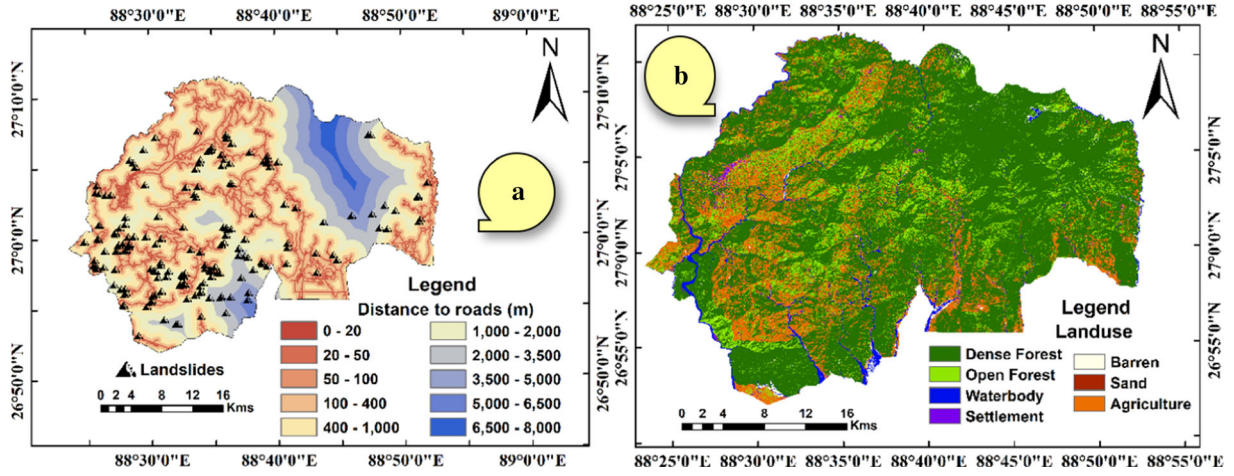 88°30'0"E 88°40'0"E 88°50'0"E 89°0'0"E
27°10'0"N
27°0'0"N
26°50'0"N
N
a
Legend
Distance to roads (m)
0 - 20
20 - 50
50 - 100
100 - 400
400 - 1,000
1,000 - 2,000
2,000 - 3,500
3,500 - 5,000
5,000 - 6,500
6,500 - 8,000
Landslides
0 2 4 8 12 16
Kms
27°10'0"N
27°0'0"N
26°50'0"N
88°30'0"E 88°40'0"E 88°50'0"E 89°0'0"E
88°25'0"E 88°30'0"E 88°35'0"E 88°40'0"E 88°45'0"E 88°50'0"E 88°55'0"E
27°10'0"N
27°5'0"N
27°0'0"N
26°55'0"N
b
N
Legend
Landuse
Dense Forest
Open Forest
Waterbody
Settlement
Barren
Sand
Agriculture
0 2 4 8 12 16
Kms
27°10'0"N
27°5'0"N
27°0'0"N
26°55'0"N
88°25'0"E 88°30'0"E 88°35'0"E 88°40'0"E 88°45'0"E 88°50'0"E 88°55'0"E